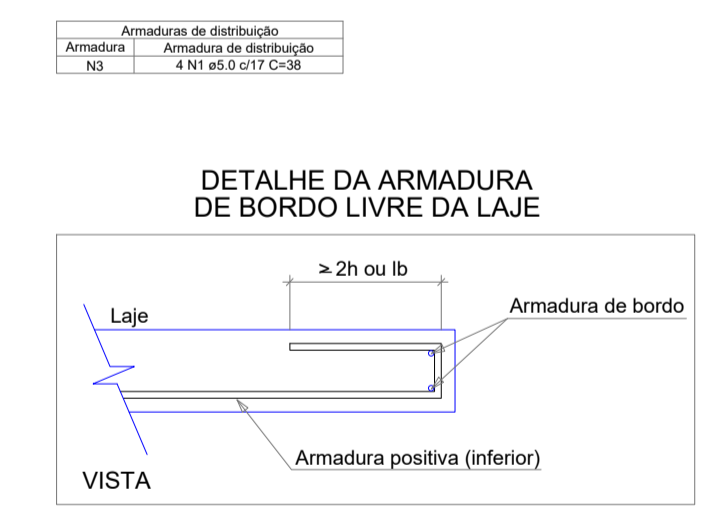 Armaduras de distribuição
Armadura Armadura de distribuição
N3 4 N1 ø5.0 c/17 C=38
DETALHE DA ARMADURA
DE BORDO LIVRE DA LAJE
≥ 2h ou lb
Laje
Armadura de bordo
Armadura positiva (inferior)
VISTA